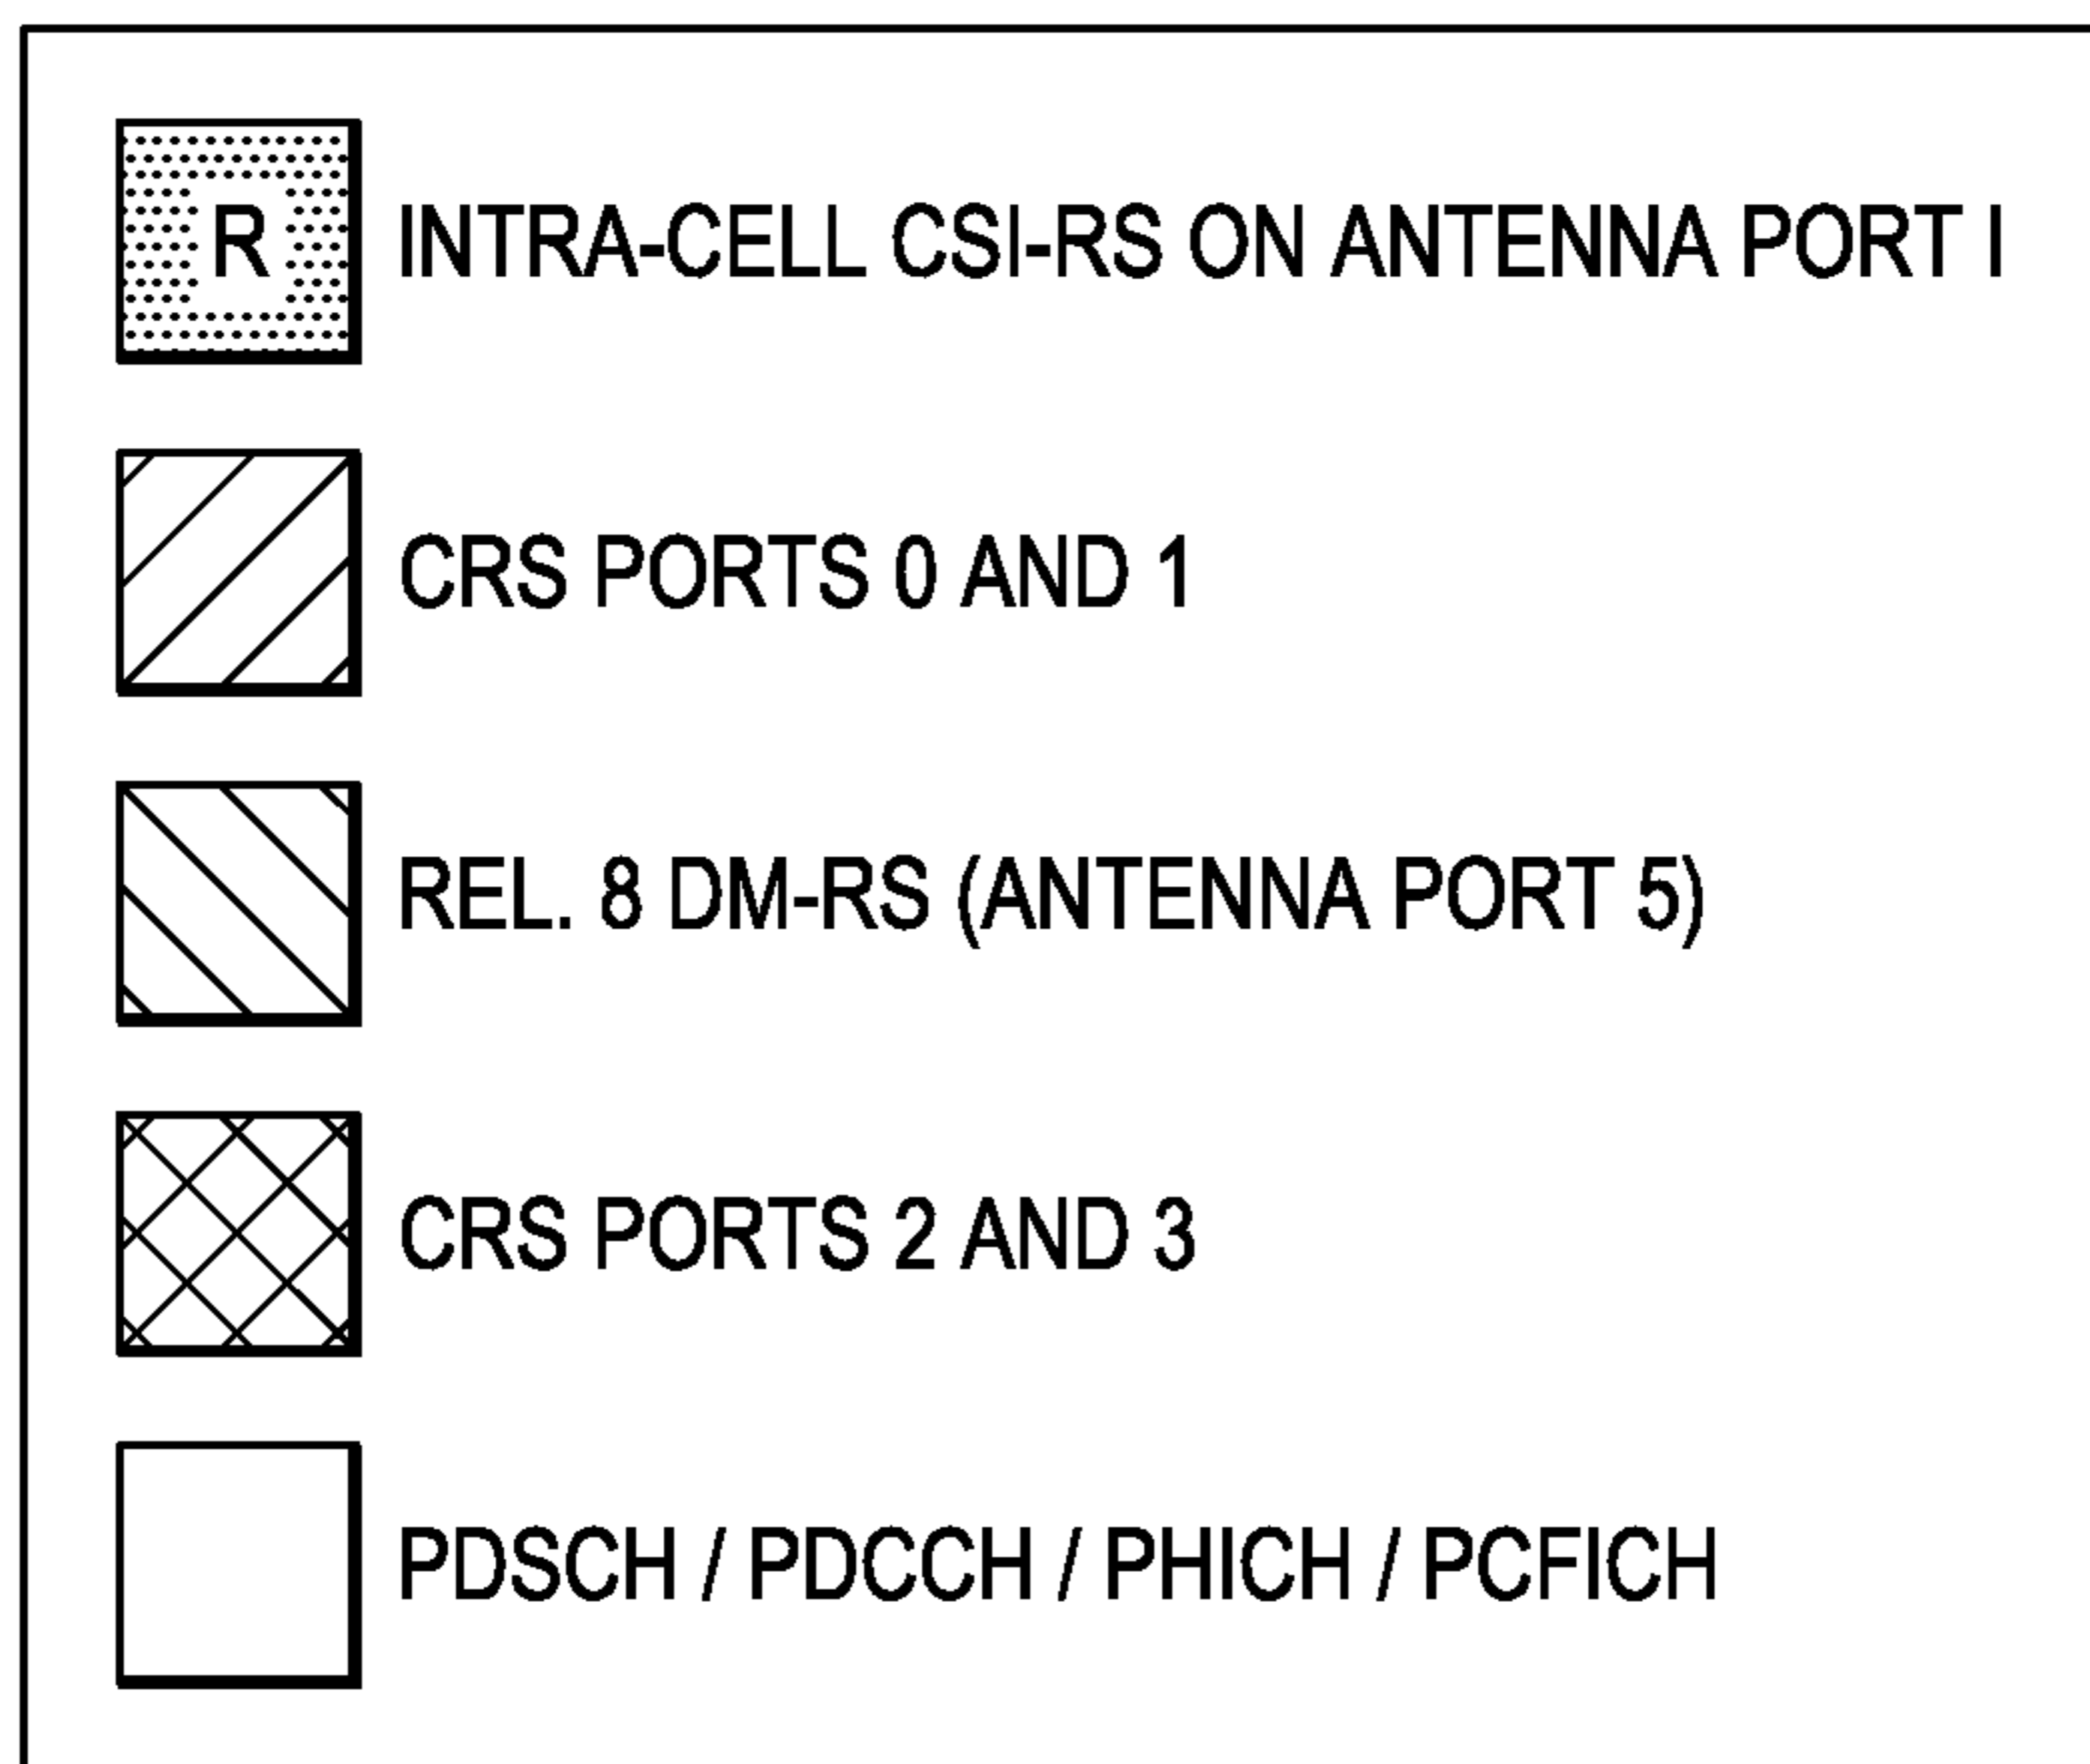 R INTRA-CELL CSI-RS ON ANTENNA PORT I
CRS PORTS 0 AND 1
REL. 8 DM-RS (ANTENNA PORT 5)
CRS PORTS 2 AND 3
PDSCH / PDCCH / PHICH / PCFICH